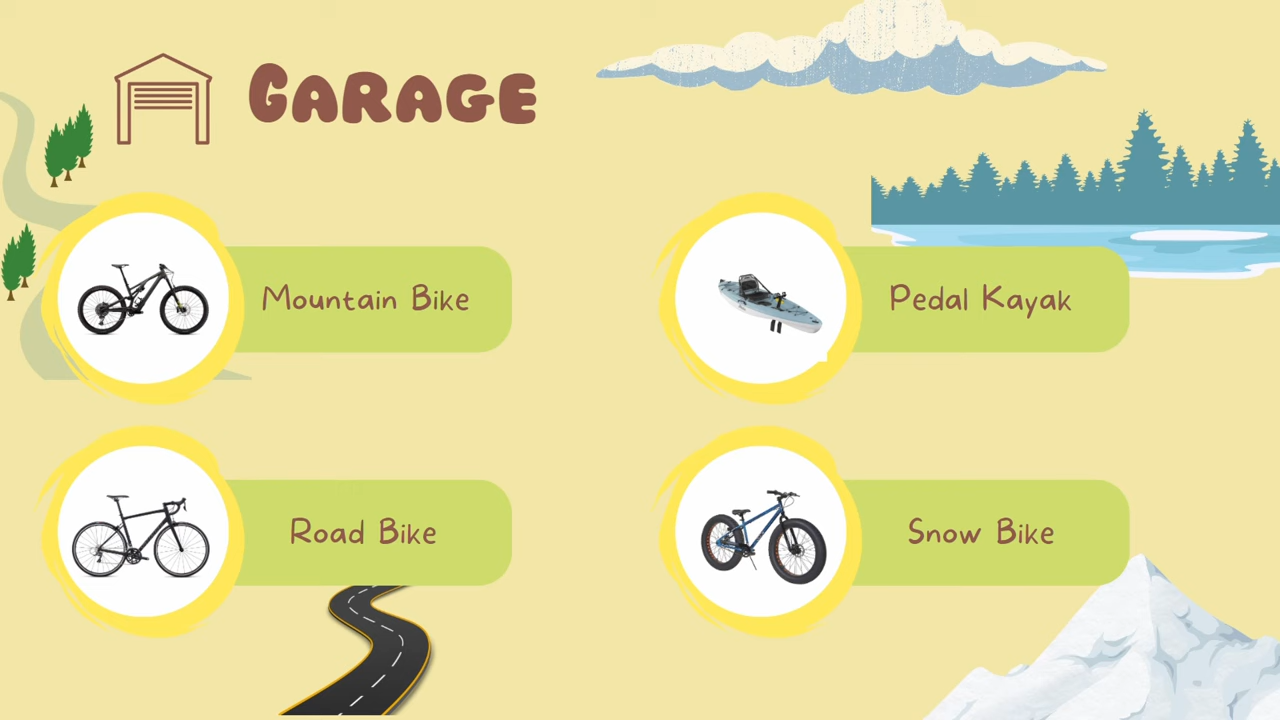 GARAGE
Mountain Bike
Pedal Kayak
Road Bike
Snow Bike